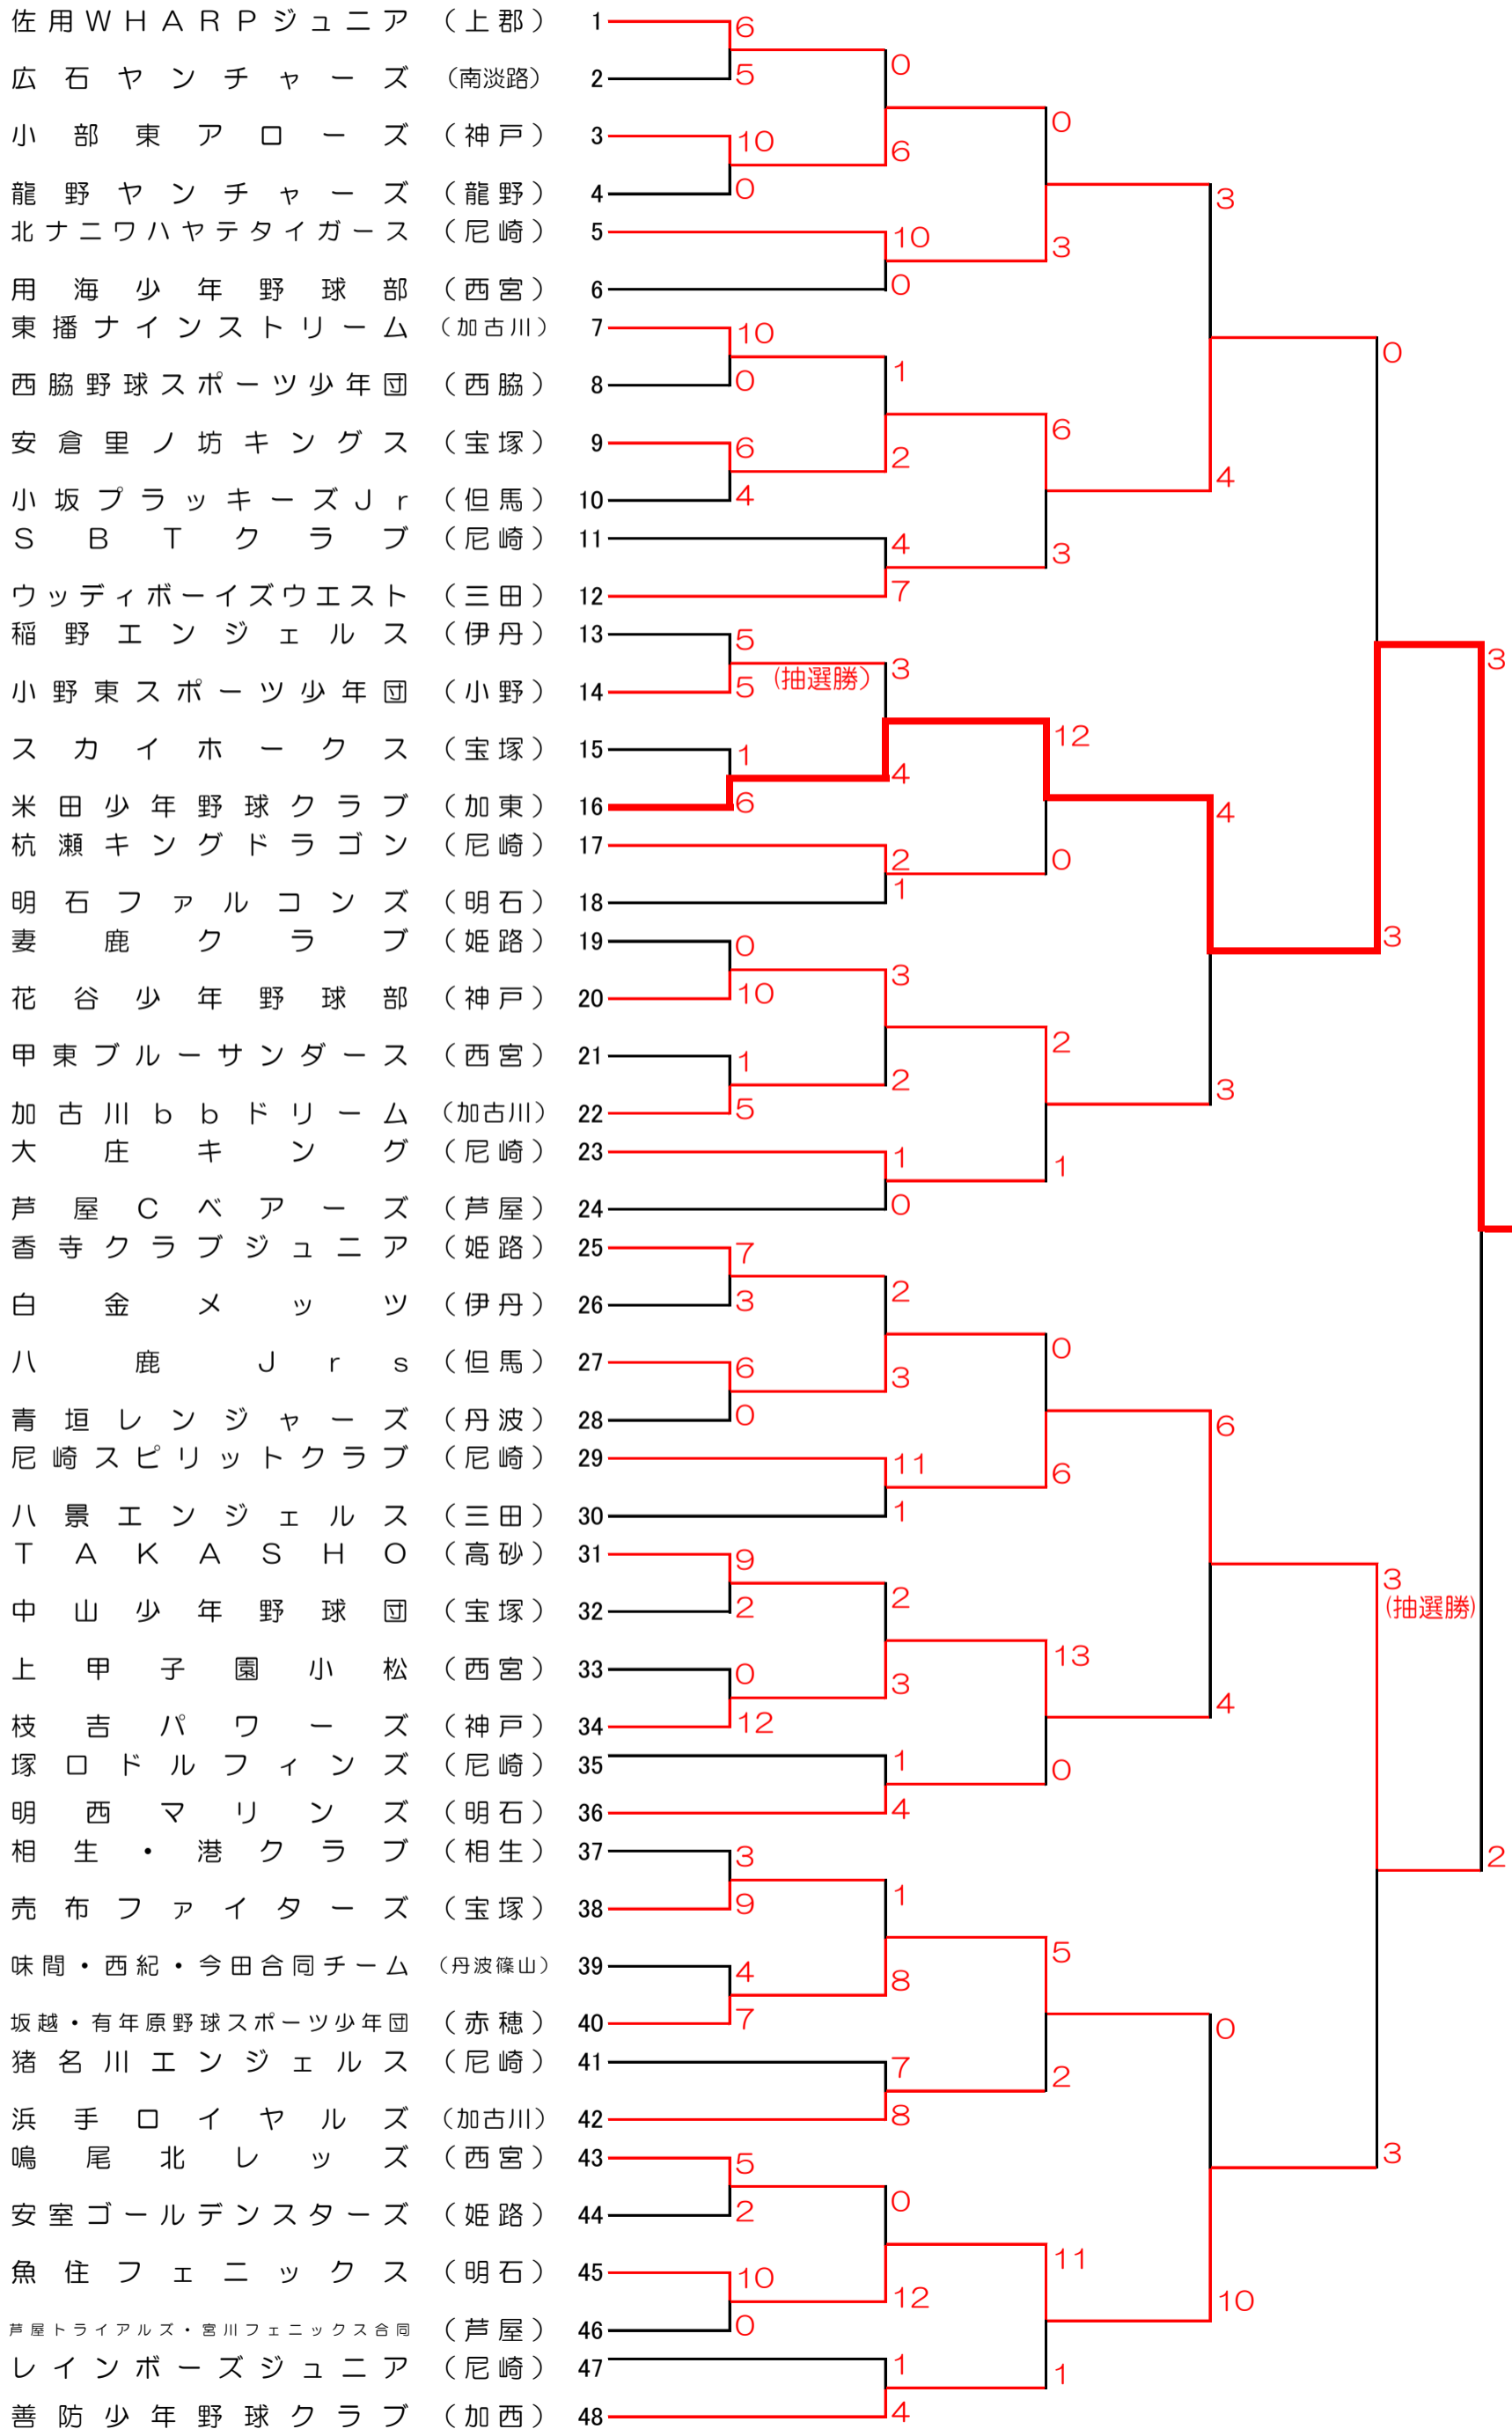 佐用ＷＨＡＲＰジュニア （上郡） 1 6
広石ヤンチャーズ （南淡路） 2 5
0
小部東アローズ （神戸） 3 10
6
0
龍野ヤンチャーズ （龍野） 4 0
3
北ナニワハヤテタイガース （尼崎） 5 10
3
用海少年野球部 （西宮） 6 0
東播ナインストリーム （加古川） 7 10
0
西脇野球スポーツ少年団 （西脇） 8 0
1
安倉里ノ坊キングス （宝塚） 9 6
6
2
小坂プラッキーズＪｒ （但馬） 10 4
4
ＳＢＴクラブ （尼崎） 11 4
3
ウッディボーイズウエスト （三田） 12 7
稲野エンジェルス （伊丹） 13 5
3
3
小野東スポーツ少年団 （小野） 14 5 （抽選勝）
スカイホークス （宝塚） 15 1
12
4
米田少年野球クラブ （加東） 16 6
4
杭瀬キングドラゴン （尼崎） 17 2
0
明石ファルコンズ （明石） 18 1
妻鹿クラブ （姫路） 19 0
3
3
花谷少年野球部 （神戸） 20 10
甲東ブルーサンダース （西宮） 21 1
2
2
加古川ｂｂドリーム （加古川） 22 5
3
大庄キング （尼崎） 23 1
1
芦屋Ｃベアーズ （芦屋） 24 0
香寺クラブジュニア （姫路） 25 7
白金メッツ （伊丹） 26 3
2
八鹿Ｊｒｓ （但馬） 27 6
0
3
青垣レンジャーズ （丹波） 28 0
6
尼崎スピリットクラブ （尼崎） 29 11
6
八景エンジェルス （三田） 30 1
ＴＡＫＡＳＨＯ （高砂） 31 9
3
中山少年野球団 （宝塚） 32 2
2
（抽選勝）
上甲子園小松 （西宮） 33 0
13
3
枝吉パワーズ （神戸） 34 12
4
塚口ドルフィンズ （尼崎） 35 1
0
明西マリンズ （明石） 36 4
相生・港クラブ （相生） 37 3
2
売布ファイターズ （宝塚） 38 9
1
味間・西紀・今田合同チーム （丹波篠山） 39 4
5
8
坂越・有年原野球スポーツ少年団 （赤穂） 40 7
0
猪名川エンジェルス （尼崎） 41 7
2
浜手ロイヤルズ （加古川） 42 8
鳴尾北レッズ （西宮） 43 5
3
安室ゴールデンスターズ （姫路） 44 2
0
魚住フェニックス （明石） 45 10
11
12
芦屋トライアルズ・宮川フェニックス合同 （芦屋） 46 0
10
レインボーズジュニア （尼崎） 47 1
1
善防少年野球クラブ （加西） 48 4